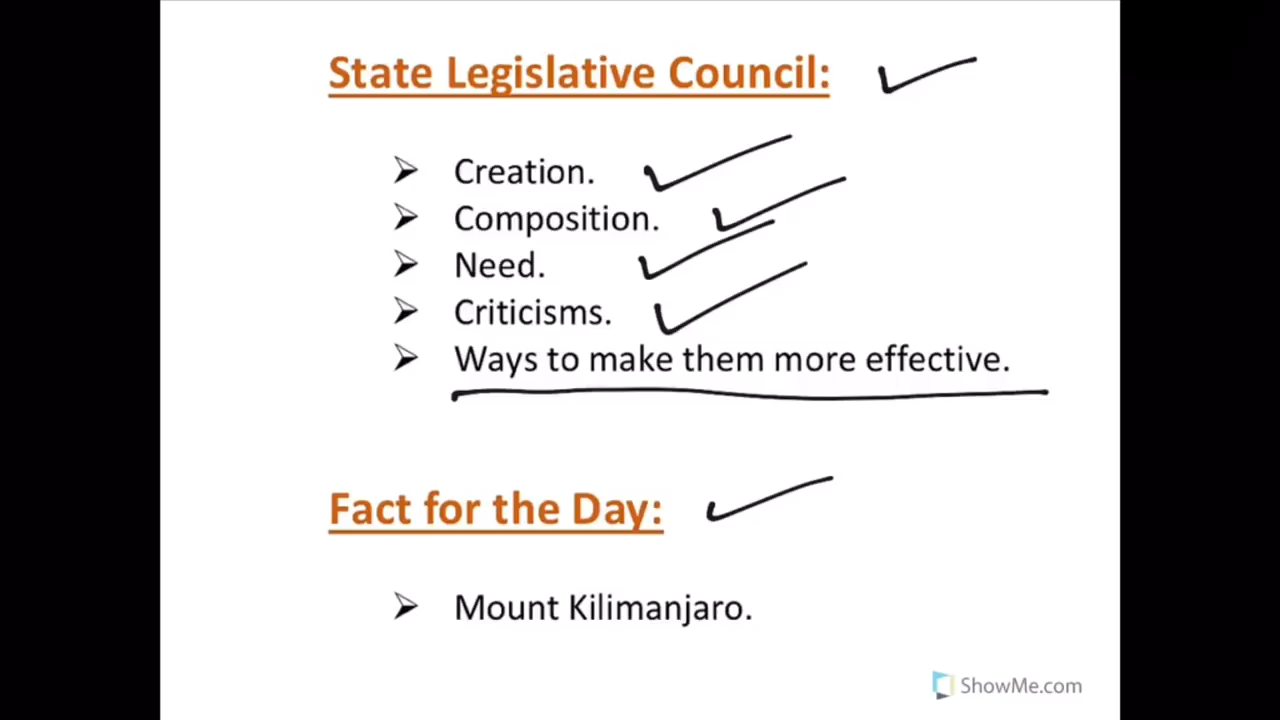 State Legislative Council:
Creation.
Composition.
Need.
Criticisms.
Ways to make them more effective.
Fact for the Day:
Mount Kilimanjaro.
ShowMe.com